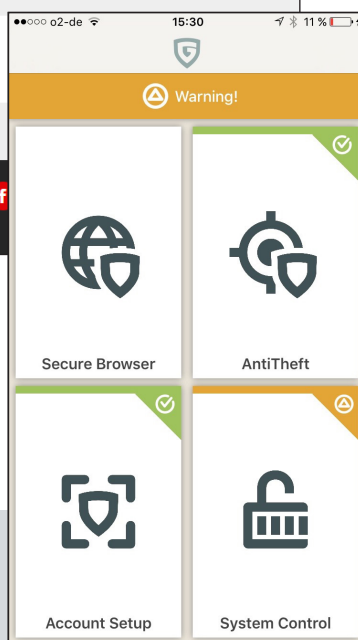 o2-de 15:30 11 %
Warning!
f
Secure Browser AntiTheft
Account Setup System Control